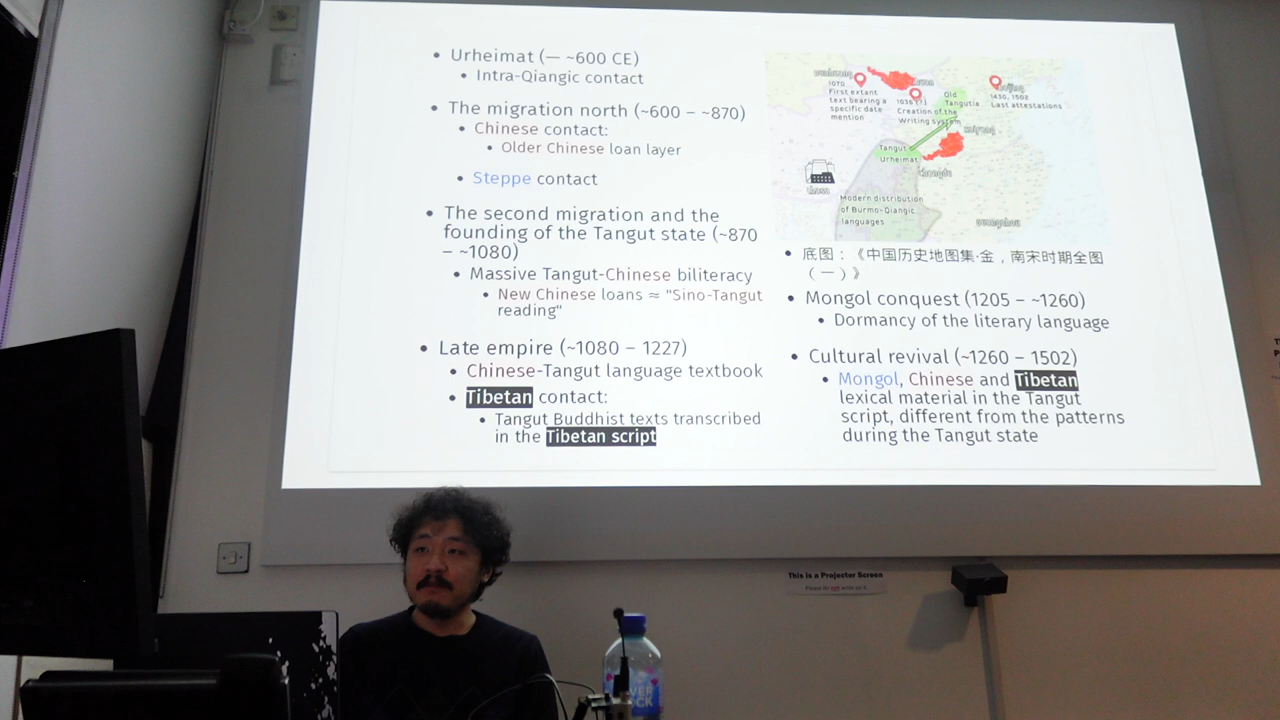 • Urheimat (— ~600 CE)
• Intra-Qiangic contact
• The migration north (~600 – ~870)
• Chinese contact:
• Older Chinese loan layer
• Steppe contact
• The second migration and the
founding of the Tangut state (~870
– ~1080)
• Massive Tangut-Chinese biliteracy
• New Chinese loans ≈ "Sino-Tangut
reading"
• Late empire (~1080 – 1227)
• Chinese-Tangut language textbook
• Tibetan contact:
• Tangut Buddhist texts transcribed
in the Tibetan script
1070
First extant
text bearing a
specific date
mention
1036 (?)
Creation of the
Writing system
Old
Tangutia
1430, 1502
Last attestations
Tangut
Urheimat
Modern distribution
of Burmo-Qiangic
languages
• 底图：《中国历史地图集·金，南宋时期全图
（一）》
• Mongol conquest (1205 – ~1260)
• Dormancy of the literary language
• Cultural revival (~1260 – 1502)
• Mongol, Chinese and Tibetan
lexical material in the Tangut
script, different from the patterns
during the Tangut state
This is a Projector Screen
Please do not write on it.